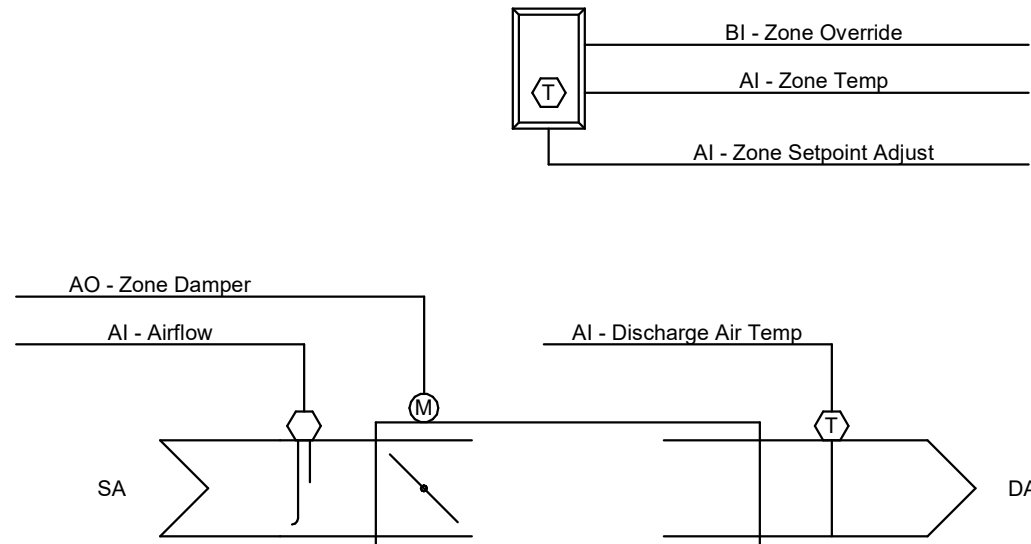 BI - Zone Override
T
AI - Zone Temp
AI - Zone Setpoint Adjust
AO - Zone Damper
AI - Airflow
AI - Discharge Air Temp
M
T
SA
DA